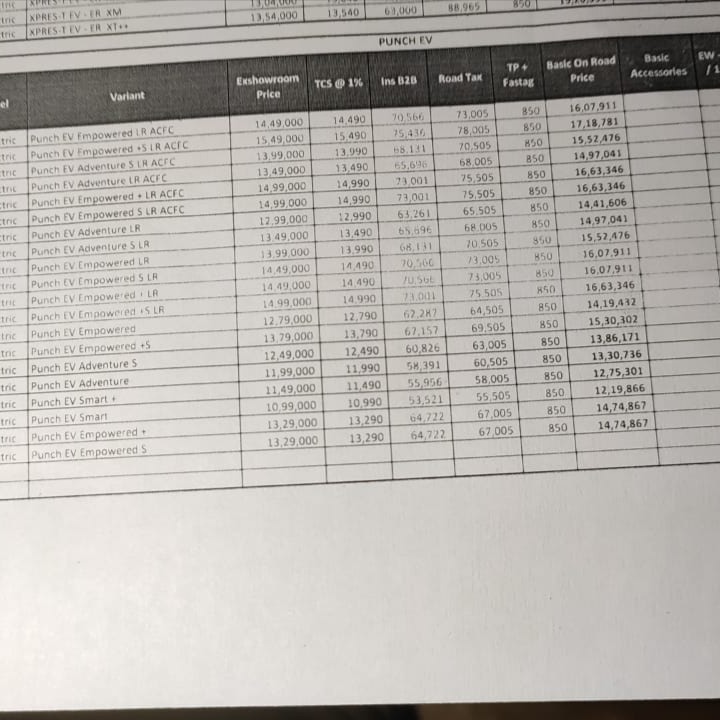 tric XPRES-T EV - ER XM 13,04,000
tric XPRES-T EV - ER XT++ 13,54,000 13,540 63,000 88,965 850
PUNCH EV
el Variant Exshowroom Price TCS @ 1% Ins B2B Road Tax TP + Fastag Basic On Road Price Basic Accessories EW / 1
tric Punch EV Empowered LR ACFC 14,49,000 14,490 70,566 73,005 850 16,07,911
tric Punch EV Empowered +S LR ACFC 15,49,000 15,490 75,436 78,005 850 17,18,781
tric Punch EV Adventure S LR ACFC 13,99,000 13,990 68,131 70,505 850 15,52,476
tric Punch EV Adventure LR ACFC 13,49,000 13,490 65,696 68,005 850 14,97,041
tric Punch EV Empowered + LR ACFC 14,99,000 14,990 73,001 75,505 850 16,63,346
tric Punch EV Empowered S LR ACFC 14,99,000 14,990 73,001 75,505 850 16,63,346
tric Punch EV Adventure LR 12,99,000 12,990 63,261 65,505 850 14,41,606
tric Punch EV Adventure S LR 13,49,000 13,490 65,696 68,005 850 14,97,041
tric Punch EV Empowered LR 13,99,000 13,990 68,131 70,505 850 15,52,476
tric Punch EV Empowered S LR 14,49,000 14,490 70,566 73,005 850 16,07,911
tric Punch EV Empowered + LR 14,49,000 14,490 70,566 73,005 850 16,07,911
tric Punch EV Empowered +S LR 14,99,000 14,990 73,001 75,505 850 16,63,346
tric Punch EV Empowered 12,79,000 12,790 62,287 64,505 850 14,19,432
tric Punch EV Empowered +S 13,79,000 13,790 67,157 69,505 850 15,30,302
tric Punch EV Adventure S 12,49,000 12,490 60,826 63,005 850 13,86,171
tric Punch EV Adventure 11,99,000 11,990 58,391 60,505 850 13,30,736
tric Punch EV Smart + 11,49,000 11,490 55,956 58,005 850 12,75,301
tric Punch EV Smart 10,99,000 10,990 53,521 55,505 850 12,19,866
tric Punch EV Empowered + 13,29,000 13,290 64,722 67,005 850 14,74,867
tric Punch EV Empowered S 13,29,000 13,290 64,722 67,005 850 14,74,867